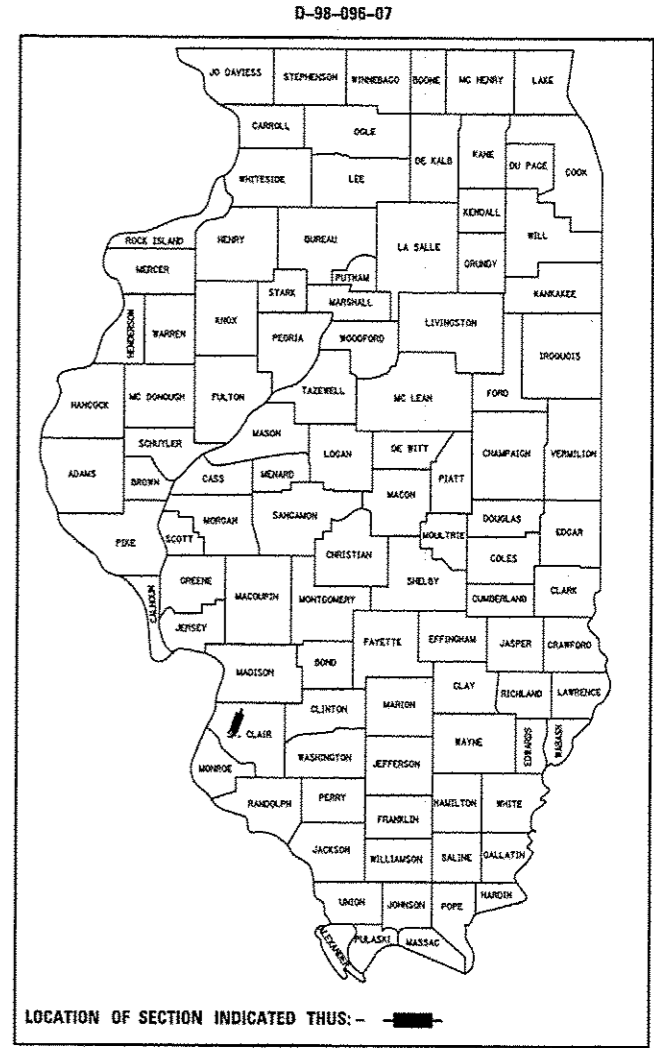 D-98-096-07
JO DAVIESS STEPHENSON WINNEBAGO BOONE MC HENRY LAKE
CARROLL OGLE DE KALB KANE DU PAGE COOK
WHITESIDE LEE KENDALL WILL
ROCK ISLAND HENRY BUREAU LA SALLE GRUNDY
MERCER PUTNAM KANKAKEE
STARK MARSHALL
HENDERSON WARREN KNOX PEORIA WOODFORD LIVINGSTON IROQUOIS
HANCOCK MC DONOUGH FULTON TAZEWELL MC LEAN FORD
SCHUYLER MASON LOGAN DE WITT CHAMPAIGN VERMILION
ADAMS BROWN CASS MENARD MACON PIATT
PIKE SCOTT MORGAN SANGAMON CHRISTIAN MOULTRIE DOUGLAS EDGAR
COLES
CALHOUN GREENE MACOUPIN MONTGOMERY SHELBY CUMBERLAND CLARK
JERSEY FAYETTE EFFINGHAM JASPER CRAWFORD
MADISON BOND CLAY RICHLAND LAWRENCE
ST. CLAIR CLINTON MARION WAYNE EDWARDS WABASH
MONROE WASHINGTON JEFFERSON
RANDOLPH PERRY FRANKLIN HAMILTON WHITE
JACKSON WILLIAMSON SALINE GALLATIN
UNION JOHNSON POPE HARDIN
ALEXANDER PULASKI MASSAC
LOCATION OF SECTION INDICATED THUS: -